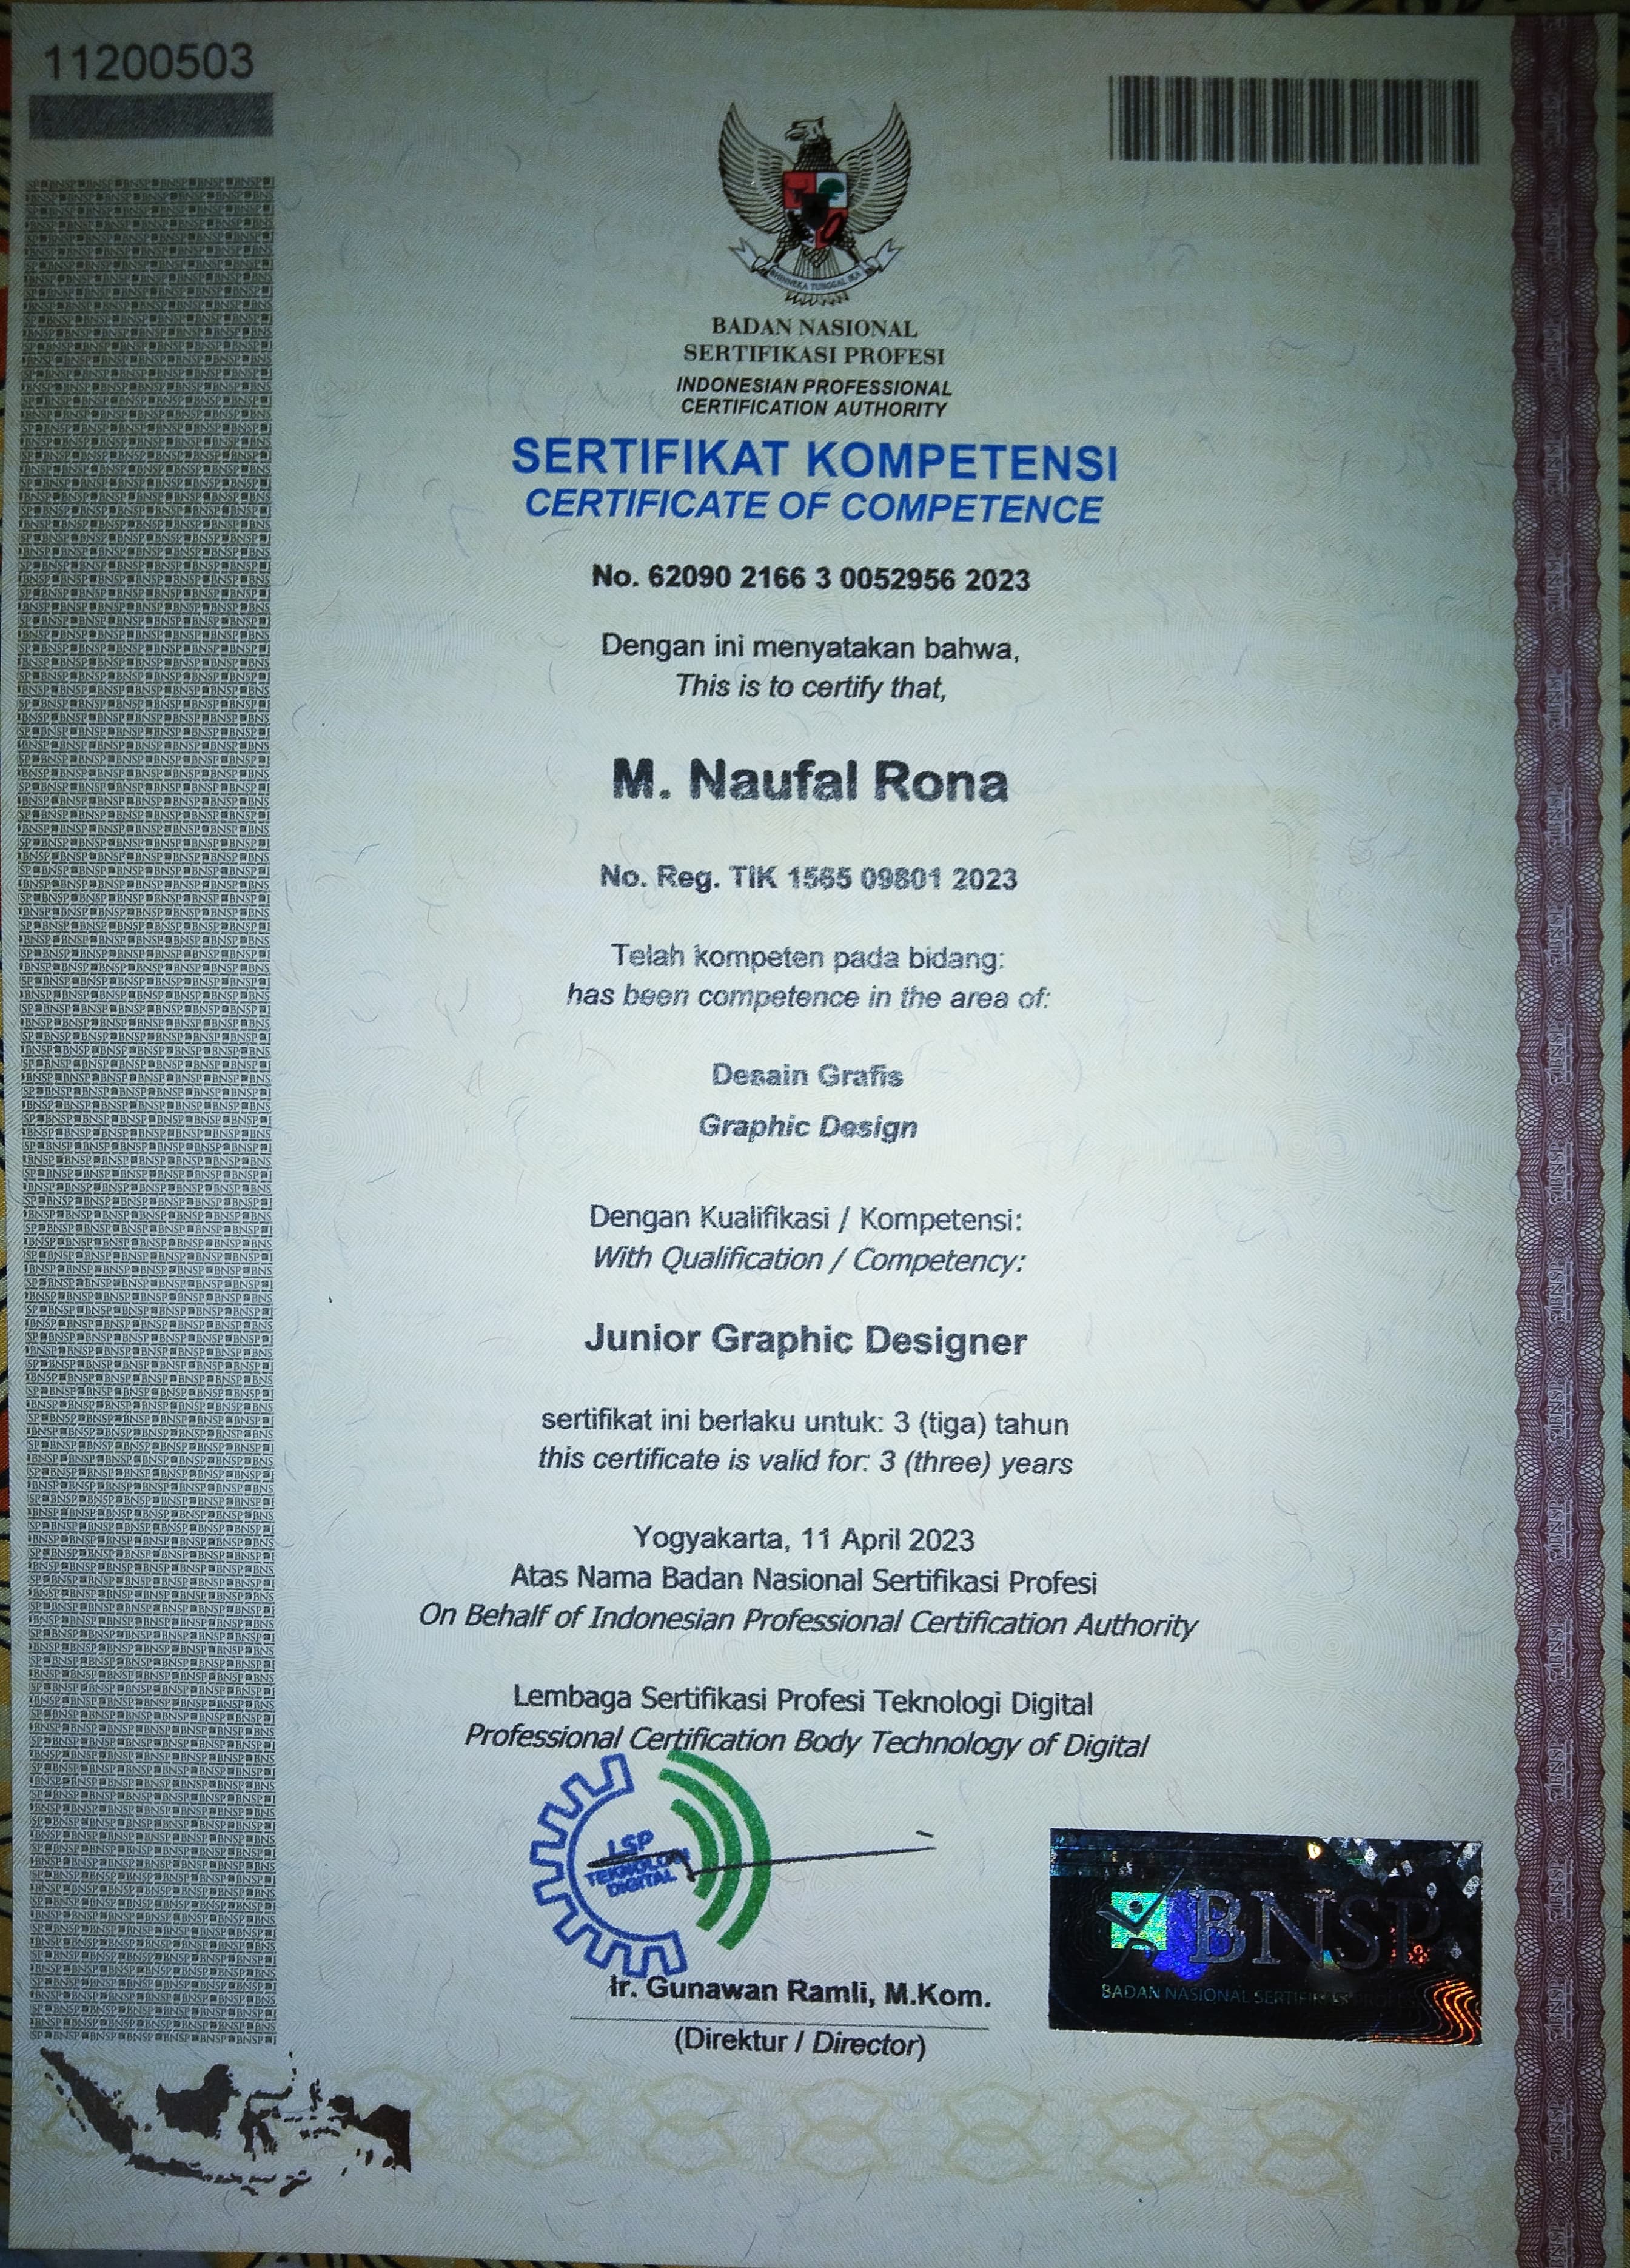 11200503
BHINNEKA TUNGGAL IKA
BADAN NASIONAL
SERTIFIKASI PROFESI
INDONESIAN PROFESSIONAL
CERTIFICATION AUTHORITY
SERTIFIKAT KOMPETENSI
CERTIFICATE OF COMPETENCE
No. 62090 2166 3 0052956 2023
Dengan ini menyatakan bahwa,
This is to certify that,
M. Naufal Rona
No. Reg. TIK 1565 09801 2023
Telah kompeten pada bidang:
has been competence in the area of:
Desain Grafis
Graphic Design
Dengan Kualifikasi / Kompetensi:
With Qualification / Competency:
Junior Graphic Designer
sertifikat ini berlaku untuk: 3 (tiga) tahun
this certificate is valid for: 3 (three) years
Yogyakarta, 11 April 2023
Atas Nama Badan Nasional Sertifikasi Profesi
On Behalf of Indonesian Professional Certification Authority
Lembaga Sertifikasi Profesi Teknologi Digital
Professional Certification Body Technology of Digital
LSP
TEKNOLOGI
DIGITAL
Ir. Gunawan Ramli, M.Kom.
(Direktur / Director)
BNSP
BADAN NASIONAL